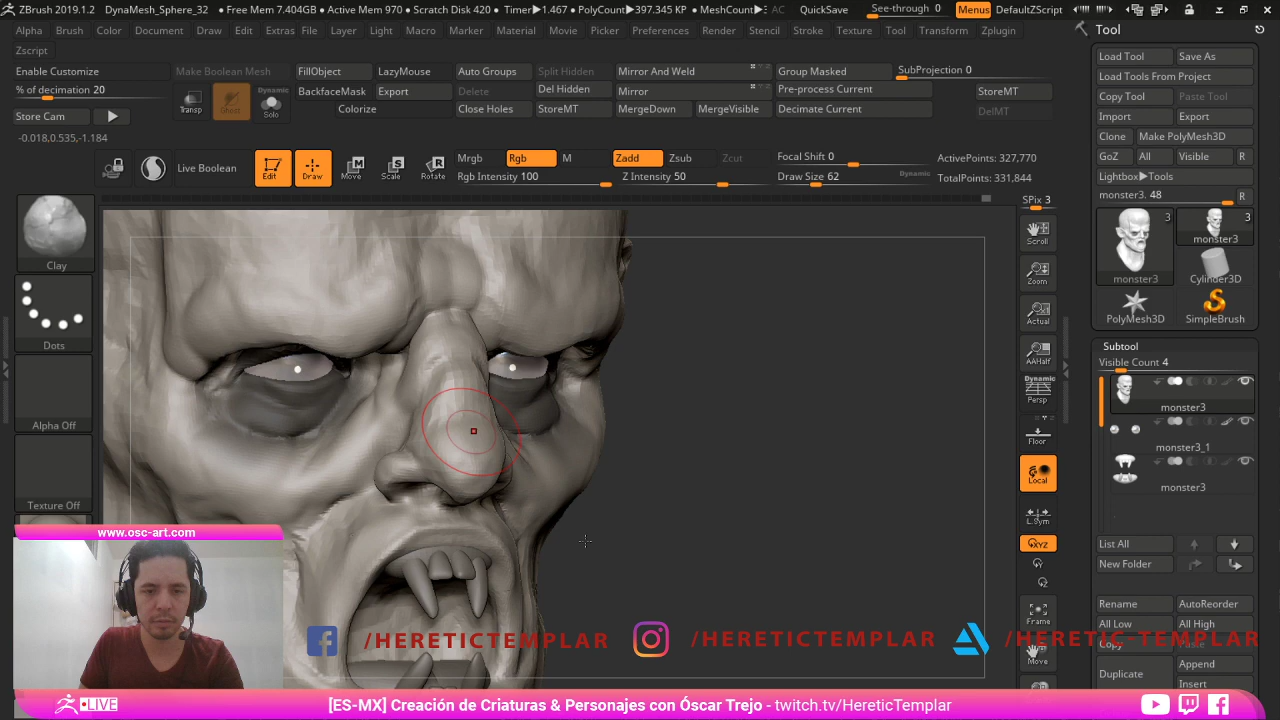 ZBrush 2019.1.2 DynaMesh_Sphere_32 • Free Mem 7.404GB • Active Mem 970 • Scratch Disk 420 • Timer▶1.467 • PolyCount▶397.345 KP • MeshCount▶3 AC QuickSave See-through 0 Menus DefaultZScript
Alpha Brush Color Document Draw Edit Extras File Layer Light Macro Marker Material Movie Picker Preferences Render Stencil Stroke Texture Tool Transform Zplugin
Zscript
Enable Customize Make Boolean Mesh FillObject LazyMouse Auto Groups Split Hidden Mirror And Weld Group Masked SubProjection 0
% of decimation 20 Transp Ghost Dynamic Solo BackfaceMask Export Delete Del Hidden Mirror Pre-process Current StoreMT
Store Cam Colorize Close Holes StoreMT MergeDown MergeVisible Decimate Current DelMT
-0.018,0.535,-1.184
Live Boolean Edit Draw Move Scale Rotate Mrgb Rgb M Zadd Zsub Zcut Focal Shift 0 ActivePoints: 327,770
Rgb Intensity 100 Z Intensity 50 Draw Size 62 Dynamic TotalPoints: 331,844
Clay
Dots
Alpha Off
Texture Off
SPix 3
Scroll
Zoom
Actual
AAHalf
Dynamic
Persp
Floor
Local
L.Sym
XYZ
Frame
Move
Tool
Load Tool Save As
Load Tools From Project
Copy Tool Paste Tool
Import Export
Clone Make PolyMesh3D
GoZ All Visible R
Lightbox▶Tools
monster3. 48 R
3 3
monster3
Cylinder3D
monster3
PolyMesh3D SimpleBrush
Subtool
Visible Count 4
monster3
monster3_1
monster3
List All
New Folder
Rename AutoReorder
All Low All High
Copy Paste
Duplicate Append
Insert
www.osc-art.com
/HERETICTEMPLAR /HERETICTEMPLAR /HERETIC_TEMPLAR
LIVE [ES-MX] Creación de Criaturas & Personajes con Óscar Trejo - twitch.tv/HereticTemplar